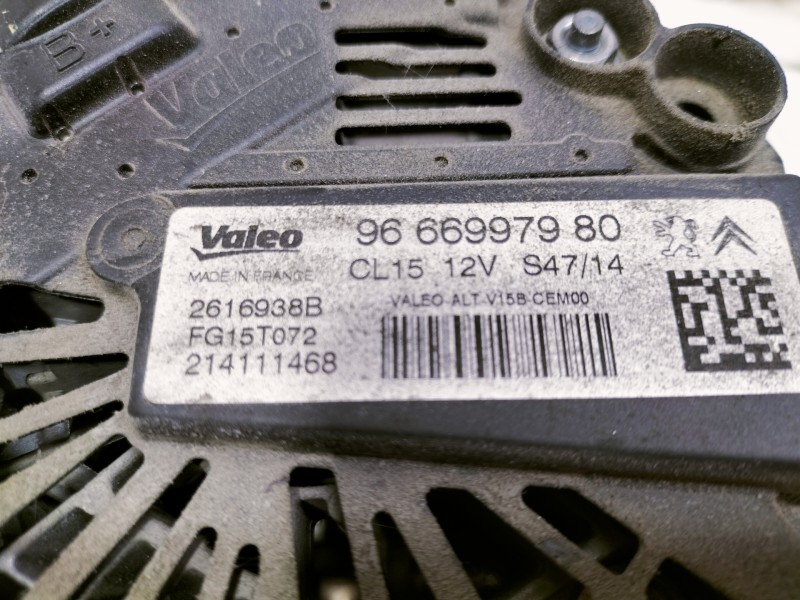 B+
Valeo
Valeo 96 669979 80
MADE IN FRANCE CL15 12V S47/14
2616938B VALEO ALT V15B CEM00
FG15T072
214111468